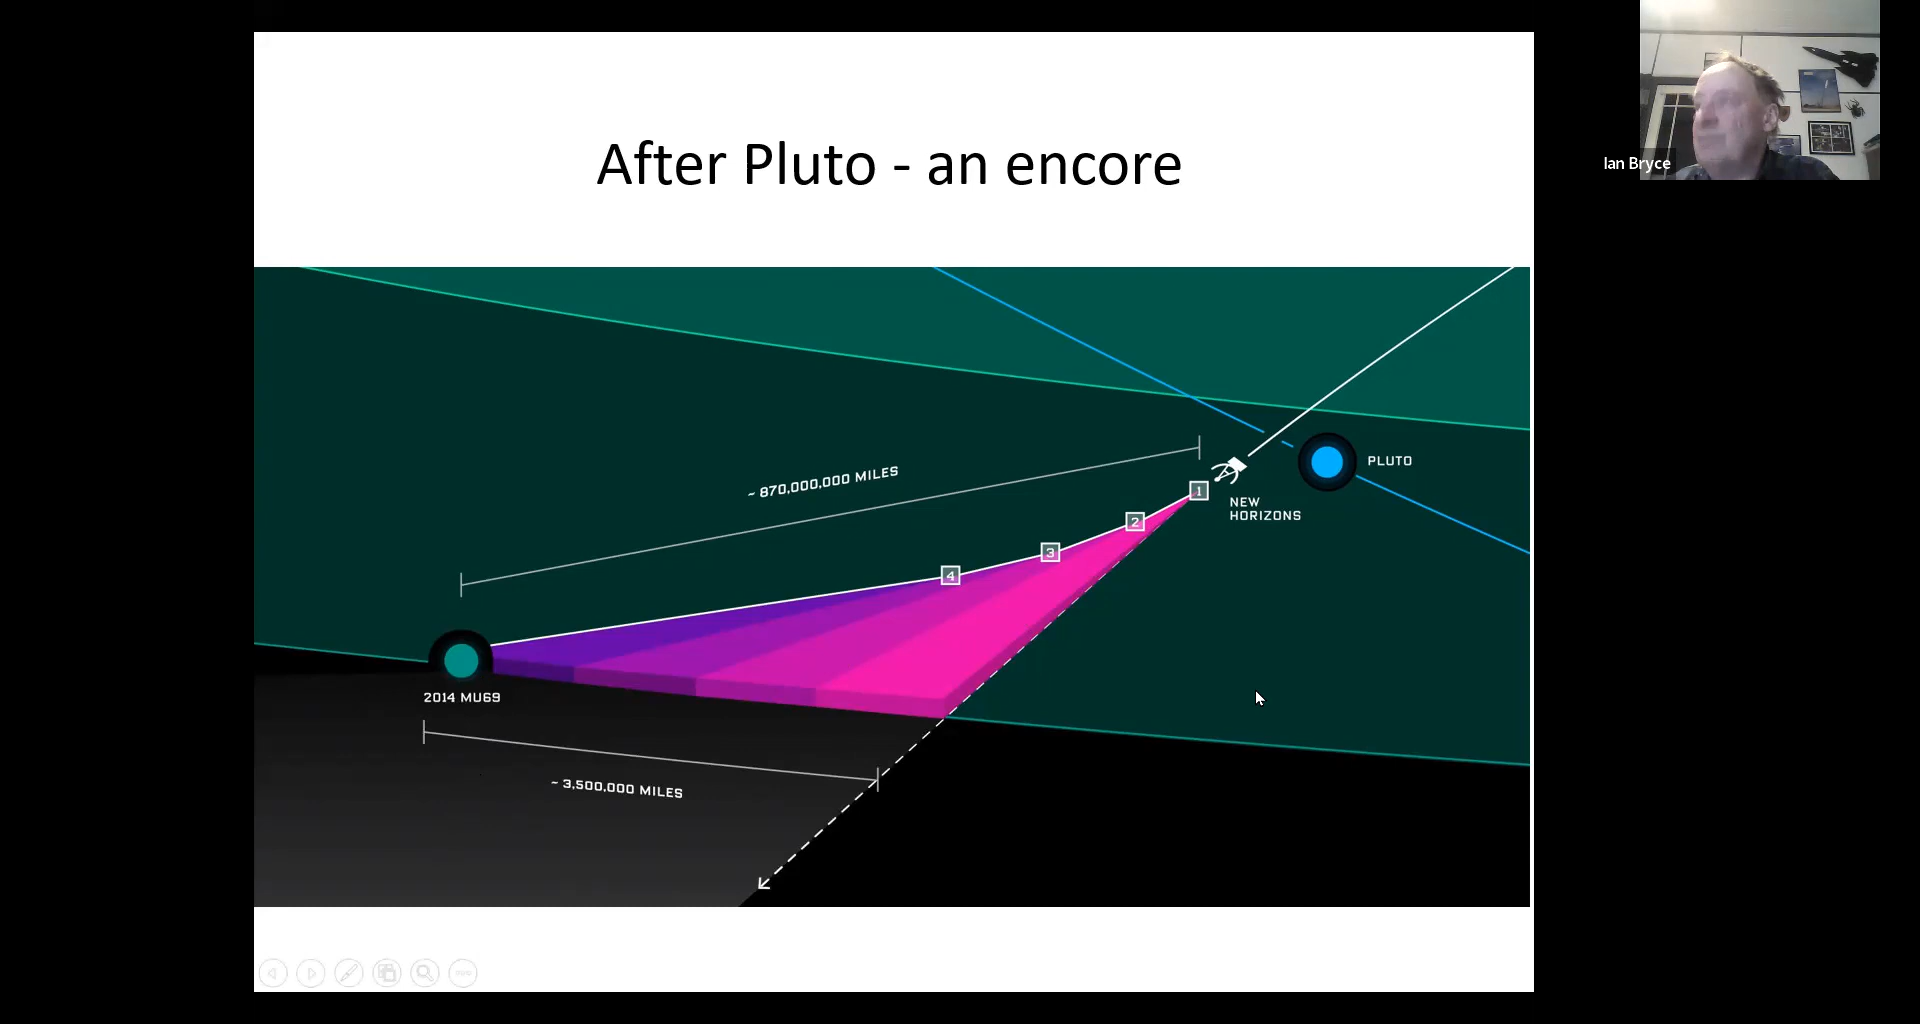 After Pluto - an encore
Ian Bryce
~ 870,000,000 MILES
PLUTO
1
NEW
HORIZONS
2
3
4
2014 MU69
~ 3,500,000 MILES